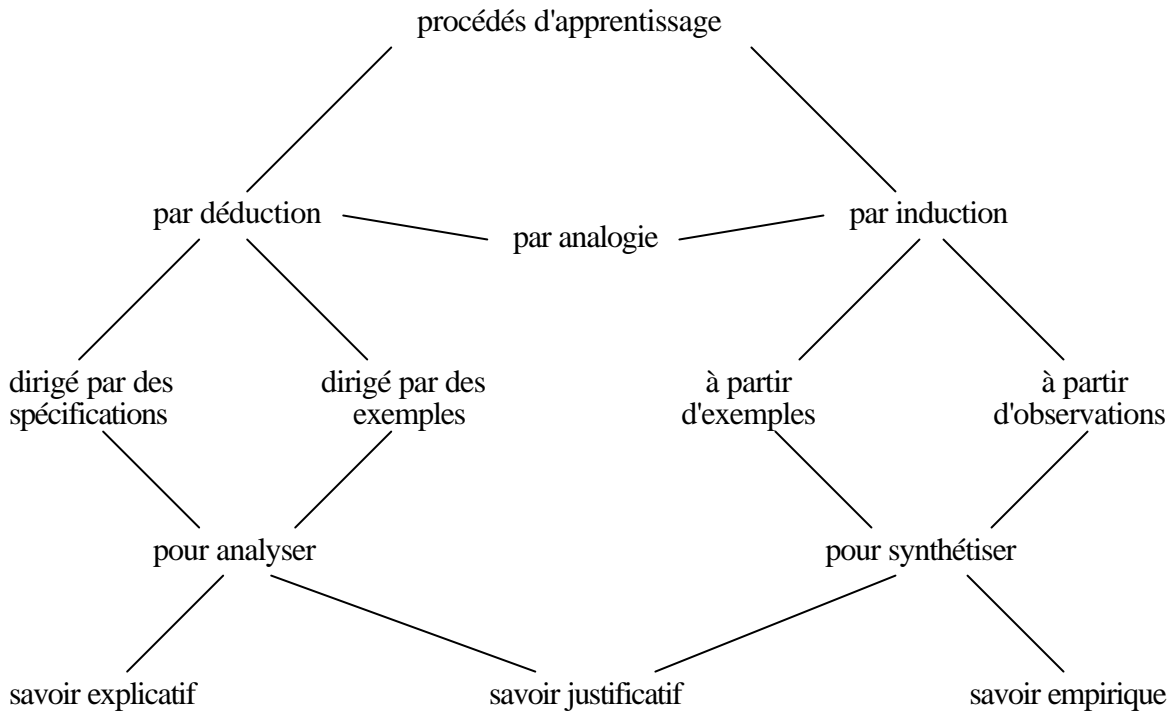 procédés d'apprentissage
par déduction
par analogie
par induction
dirigé par des
spécifications
dirigé par des
exemples
à partir
d'exemples
à partir
d'observations
pour analyser
pour synthétiser
savoir explicatif
savoir justificatif
savoir empirique